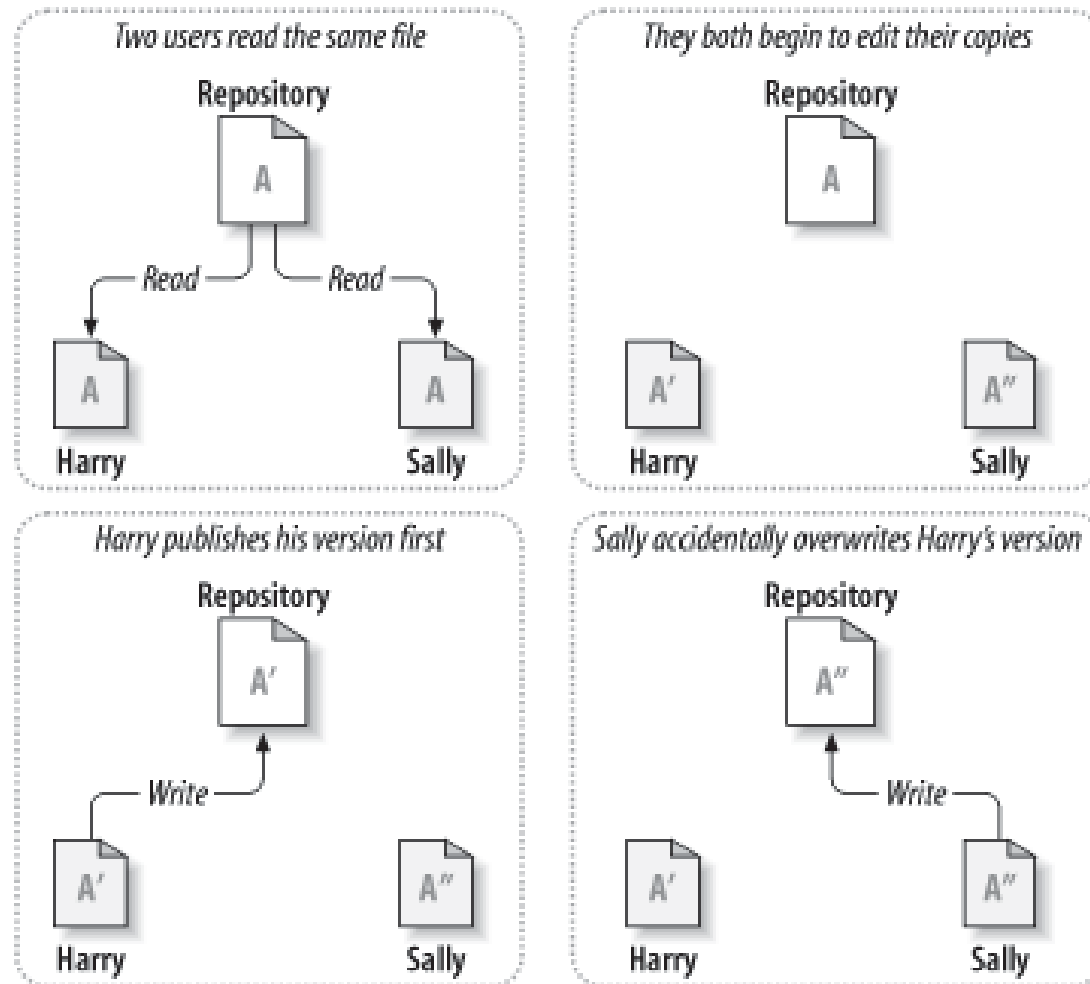 Two users read the same file
Repository
A
Read Read
A A
Harry Sally
They both begin to edit their copies
Repository
A
A′ A″
Harry Sally
Harry publishes his version first
Repository
A′
Write
A′ A″
Harry Sally
Sally accidentally overwrites Harry's version
Repository
A″
Write
A′ A″
Harry Sally